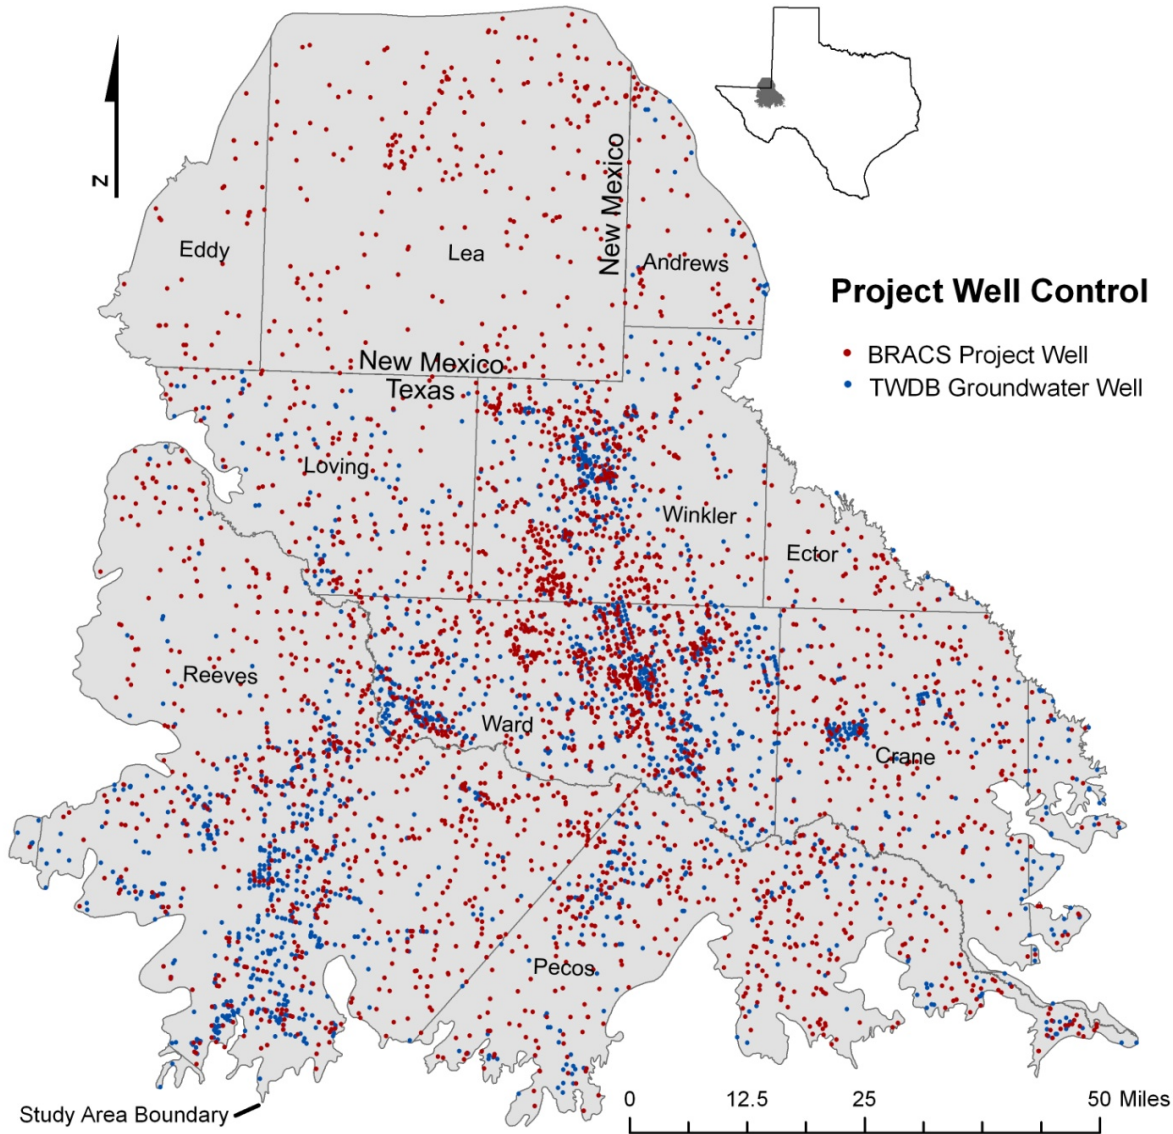 N
New Mexico
Eddy
Lea
Andrews
Project Well Control
BRACS Project Well
TWDB Groundwater Well
New Mexico
Texas
Loving
Winkler
Ector
Reeves
Ward
Crane
Pecos
Study Area Boundary
0 12.5 25 50 Miles